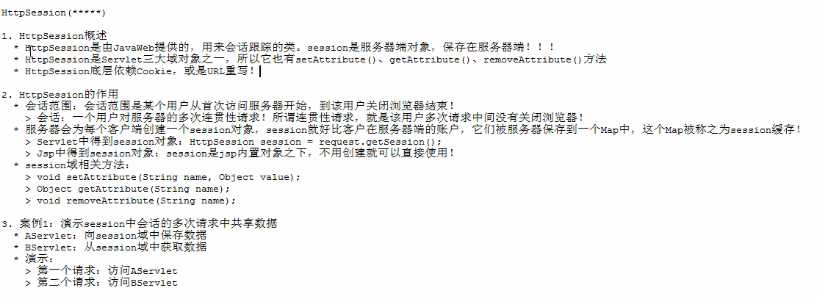 HttpSession(*****)
1. HttpSession概述
* HttpSession是由JavaWeb提供的，用来会话跟踪的类。session是服务器端对象，保存在服务器端！！！
* HttpSession是Servlet三大域对象之一，所以它也有setAttribute()、getAttribute()、removeAttribute()方法
* HttpSession底层依赖Cookie，或是URL重写！
2. HttpSession的作用
* 会话范围：会话范围是某个用户从首次访问服务器开始，到该用户关闭浏览器结束！
> 会话：一个用户对服务器的多次连贯性请求！所谓连贯性请求，就是该用户多次请求中间没有关闭浏览器！
* 服务器会为每个客户端创建一个session对象，session就好比客户在服务器端的账户，它们被服务器保存到一个Map中，这个Map被称之为session缓存！
> Servlet中得到session对象：HttpSession session = request.getSession();
> Jsp中得到session对象：session是jsp内置对象之下，不用创建就可以直接使用！
* session域相关方法：
> void setAttribute(String name, Object value);
> Object getAttribute(String name);
> void removeAttribute(String name);
3. 案例1：演示session中会话的多次请求中共享数据
* AServlet：向session域中保存数据
* BServlet：从session域中获取数据
* 演示：
> 第一个请求：访问AServlet
> 第二个请求：访问BServlet